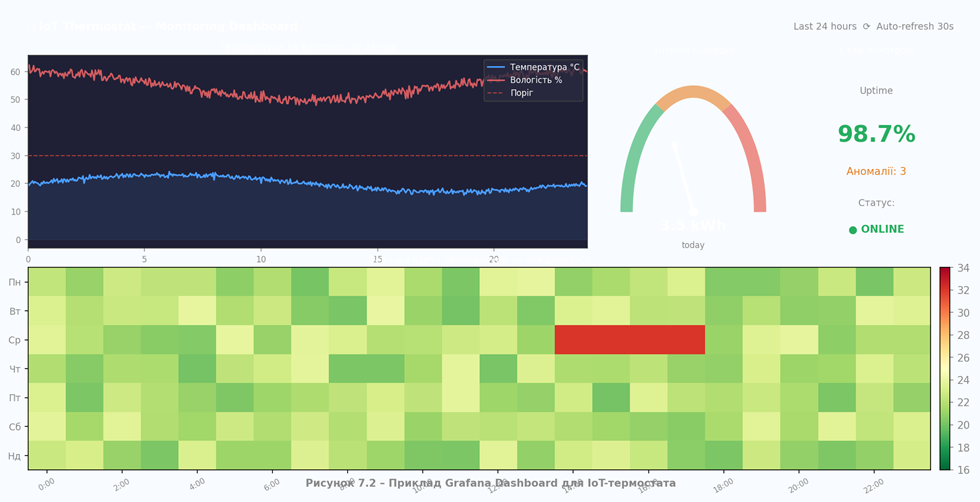 IoT Thermostat — Monitoring Dashboard
Last 24 hours ⟳ Auto-refresh 30s
Температура °C
Вологість %
Поріг
60
50
40
30
20
10
0
0 5 10 15 20
today
Uptime
98.7%
Аномалії: 3
Статус:
● ONLINE
Пн
Вт
Ср
Чт
Пт
Сб
Нд
0:00 2:00 4:00 6:00 8:00 10:00 12:00 14:00 16:00 18:00 20:00 22:00
34
32
30
28
26
24
22
20
18
16
Рисунок 7.2 – Приклад Grafana Dashboard для IoT-термостата